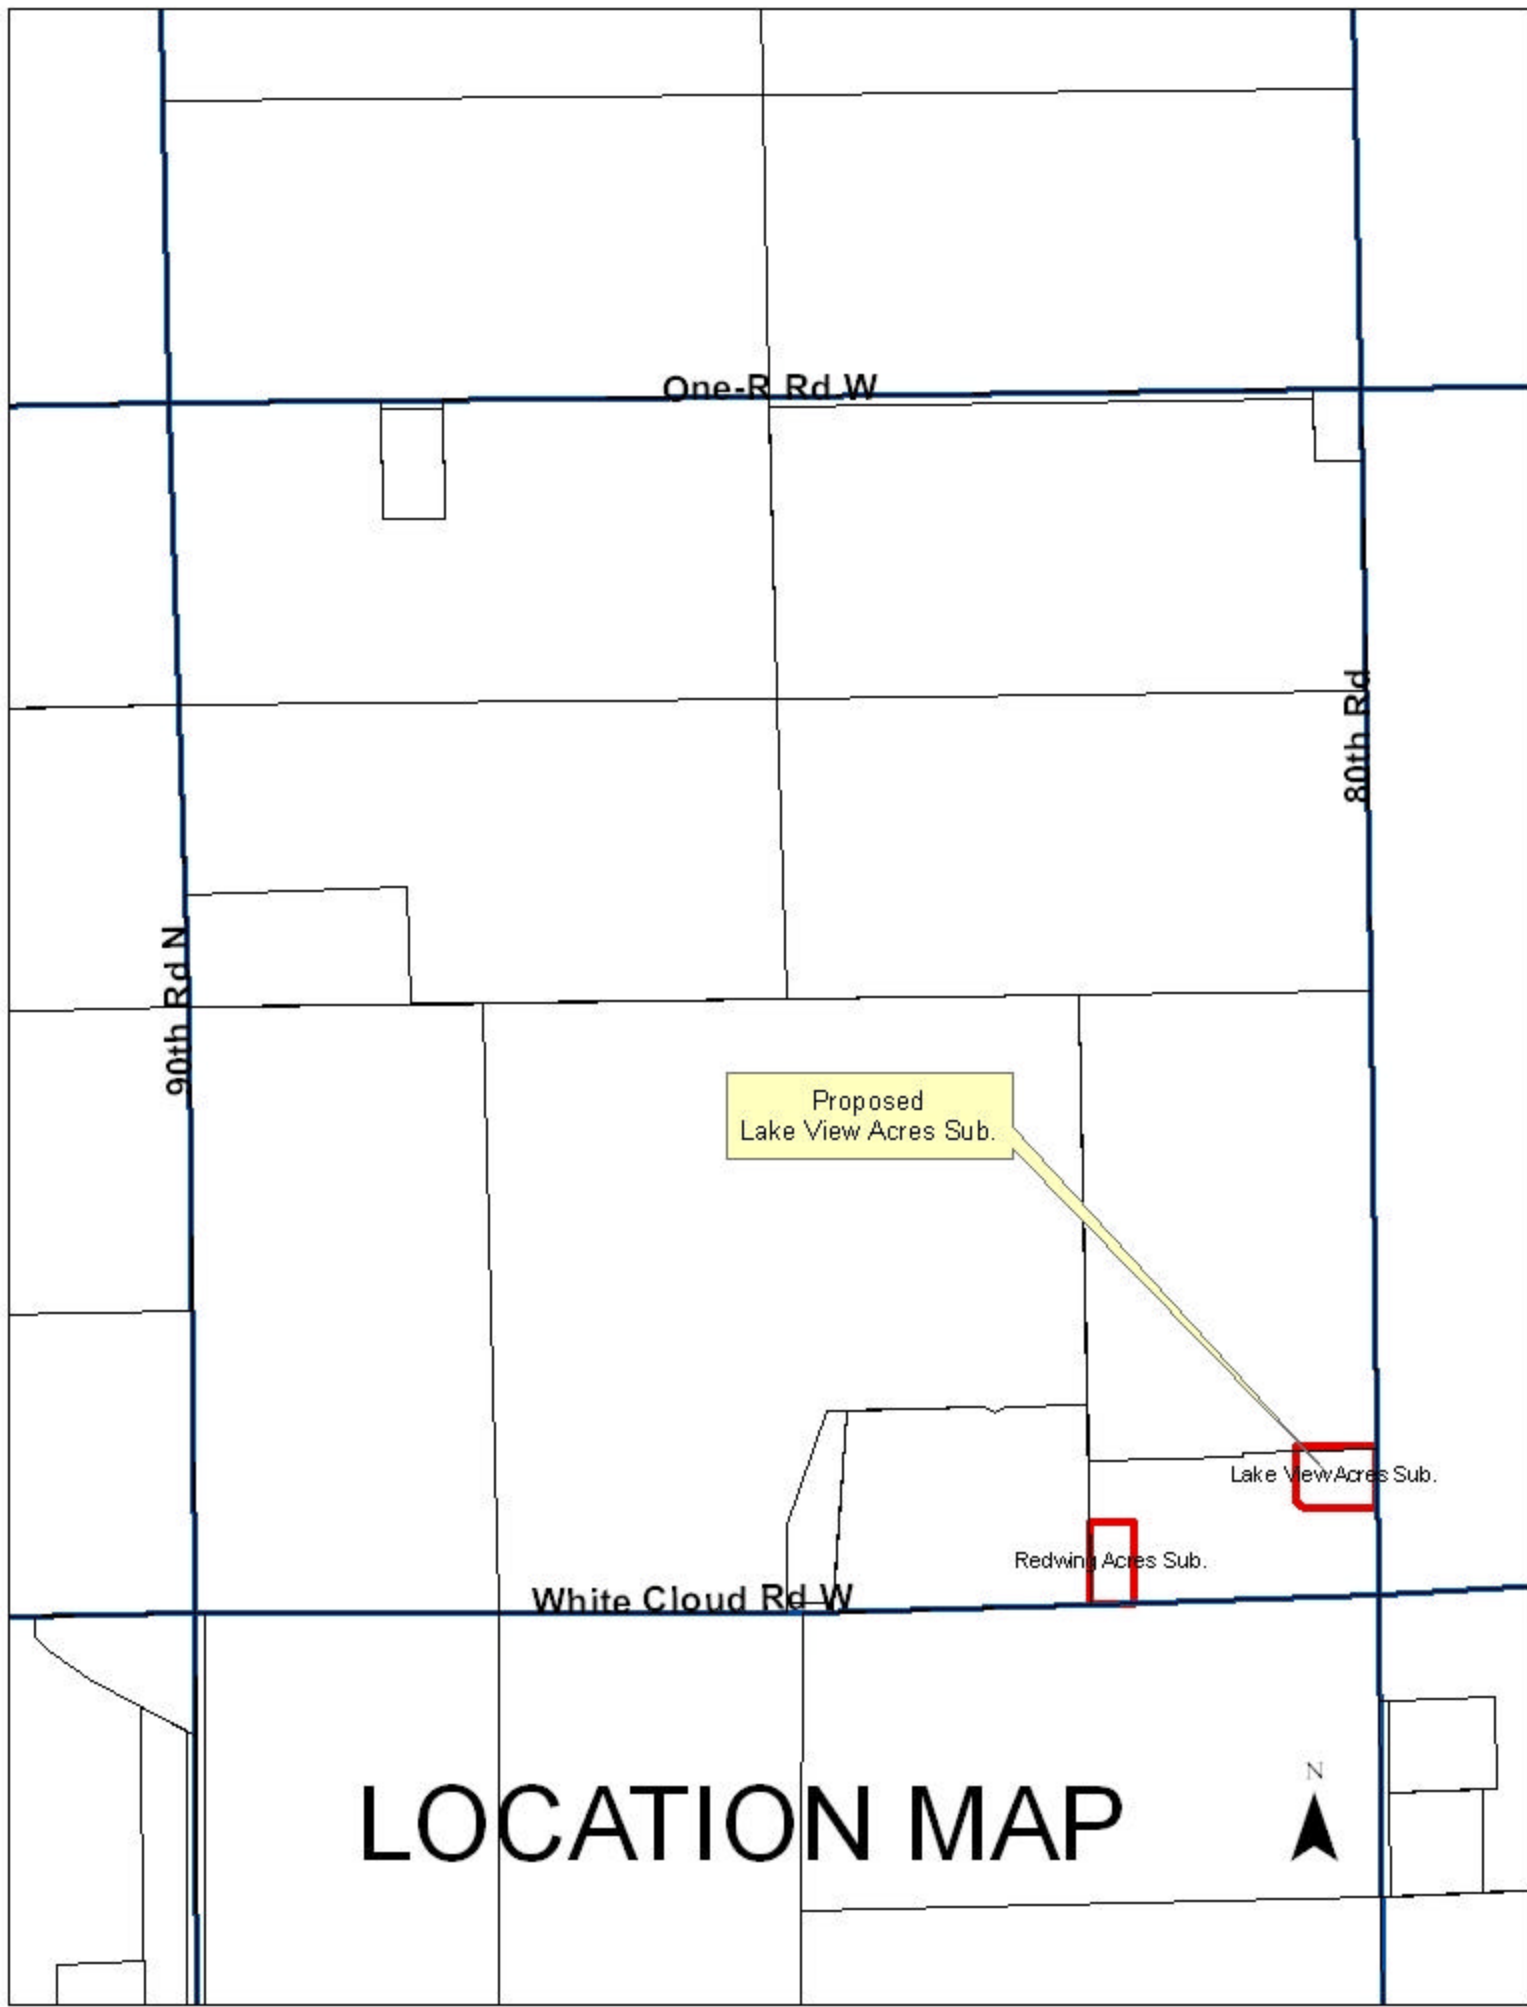 One-R Rd W
80th Rd
90th Rd N
Proposed
Lake View Acres Sub.
Lake View Acres Sub.
Redwing Acres Sub.
White Cloud Rd W
N
LOCATION MAP